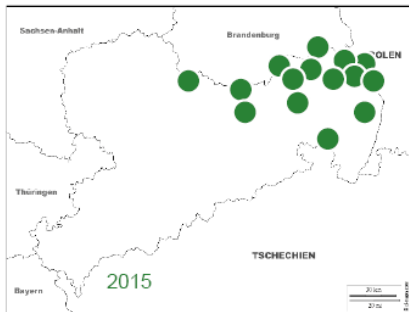 Sachsen-Anhalt
Brandenburg
POLEN
Thüringen
TSCHECHIEN
2015
Bayern